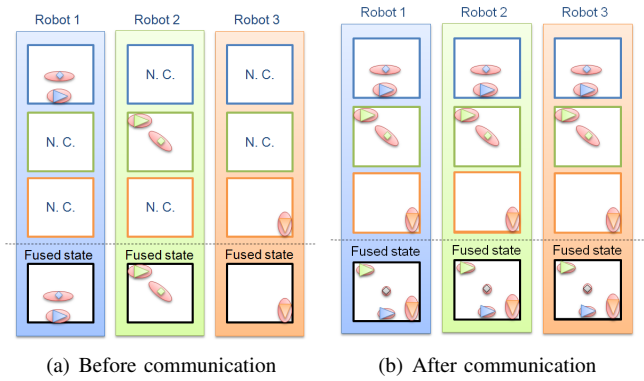 Robot 1 Robot 2 Robot 3
N. C. N. C.
N. C. N. C.
N. C. N. C.
Fused state Fused state Fused state
(a) Before communication
Robot 1 Robot 2 Robot 3
Fused state Fused state Fused state
(b) After communication